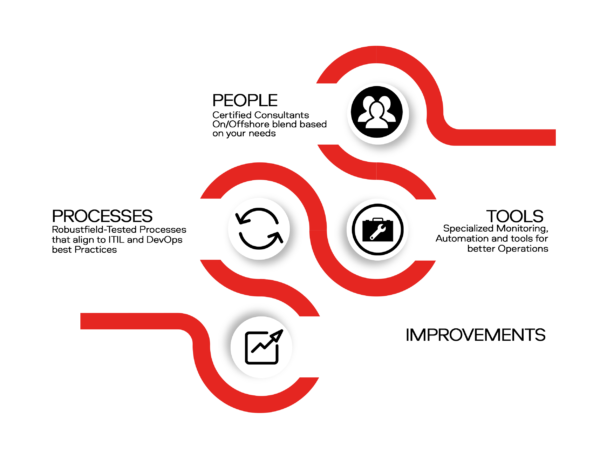 PEOPLE
Certified Consultants
On/Offshore blend based
on your needs
PROCESSES
Robustfield-Tested Processes
that align to ITIL and DevOps
best Practices
TOOLS
Specialized Monitoring,
Automation and tools for
better Operations
IMPROVEMENTS